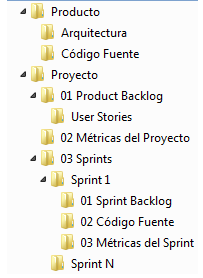 Producto
Arquitectura
Código Fuente
Proyecto
01 Product Backlog
User Stories
02 Métricas del Proyecto
03 Sprints
Sprint 1
01 Sprint Backlog
02 Código Fuente
03 Métricas del Sprint
Sprint N